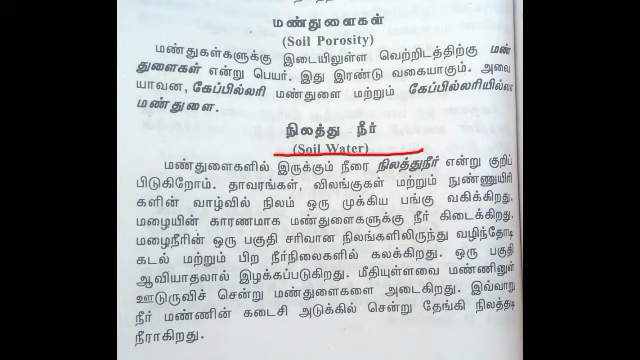 மண்துளைகள்
(Soil Porosity)
மண்துகள்களுக்கு இடையிலுள்ள வெற்றிடத்திற்கு மண்
துளைகள் என்று பெயர். இது இரண்டு வகையாகும். அவை
யாவன, கேப்பில்லரி மண்துளை மற்றும் கேப்பில்லரியில்லா
மண்துளை.
நிலத்து நீர்
(Soil Water)
மண்துளைகளில் இருக்கும் நீரை நிலத்துநீர் என்று குறிப்
பிடுகிறோம். தாவரங்கள், விலங்குகள் மற்றும் நுண்ணுயிரி
களின் வாழ்வில் நிலம் ஒரு முக்கிய பங்கு வகிக்கிறது.
மழையின் காரணமாக மண்துளைகளுக்கு நீர் கிடைக்கிறது.
மழைநீரின் ஒரு பகுதி சரிவான நிலங்களிலிருந்து வழிந்தோடி
கடல் மற்றும் பிற நீர்நிலைகளில் கலக்கிறது. ஒரு பகுதி
ஆவியாதலால் இழக்கப்படுகிறது. மீதியுள்ளவை மண்ணினுள்
ஊடுருவிச் சென்று மண்துளைகளை அடைகிறது. இவ்வாறு
நீர் மண்ணின் கடைசி அடுக்கில் சென்று தேங்கி நிலத்தடி
நீராகிறது.